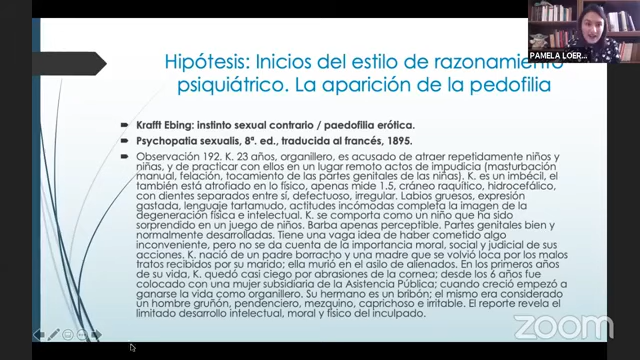 PAMELA LOER...
Hipótesis: Inicios del estilo de razonamiento
psiquiátrico. La aparición de la pedofilia
Krafft Ebing: instinto sexual contrario / paedofilia erótica.
Psychopatia sexualis, 8ª. ed., traducida al francés, 1895.
Observación 192. K. 23 años, organillero, es acusado de atraer repetidamente niños y
niñas, y de practicar con ellos en un lugar remoto actos de impudicia (masturbación
manual, felación, tocamiento de las partes genitales de las niñas). K. es un imbécil, el
también está atrofiado en lo físico, apenas mide 1.5, cráneo raquítico, hidrocefálico,
con dientes separados entre sí, defectuoso, irregular. Labios gruesos, expresión
gastada, lenguaje tartamudo, actitudes incómodas completa la imagen de la
degeneración física e intelectual. K. se comporta como un niño que ha sido
sorprendido en un juego de niños. Barba apenas perceptible. Partes genitales bien y
normalmente desarrolladas. Tiene una vaga idea de haber cometido algo
inconveniente, pero no se da cuenta de la importancia moral, social y judicial de sus
acciones. K. nació de un padre borracho y una madre que se volvió loca por los malos
tratos recibidos por su marido; ella murió en el asilo de alienados. En los primeros años
de su vida, K. quedó casi ciego por abrasiones de la cornea; desde los 6 años fue
colocado con una mujer subsidiaria de la Asistencia Pública; cuando creció empezó a
ganarse la vida como organillero. Su hermano es un bribón; el mismo era considerado
un hombre gruñón, pendenciero, mezquino, caprichoso e irritable. El reporte revela el
limitado desarrollo intelectual, moral y físico del inculpado.
zoom